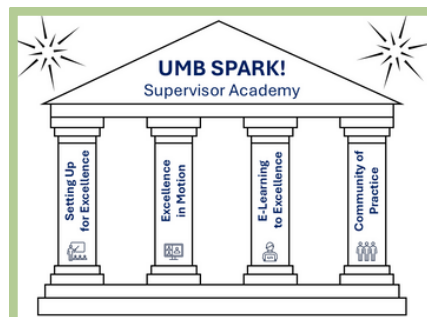 UMB SPARK!
Supervisor Academy
Setting Up
for Excellence
Excellence
in Motion
E-Learning
to Excellence
Community of
Practice